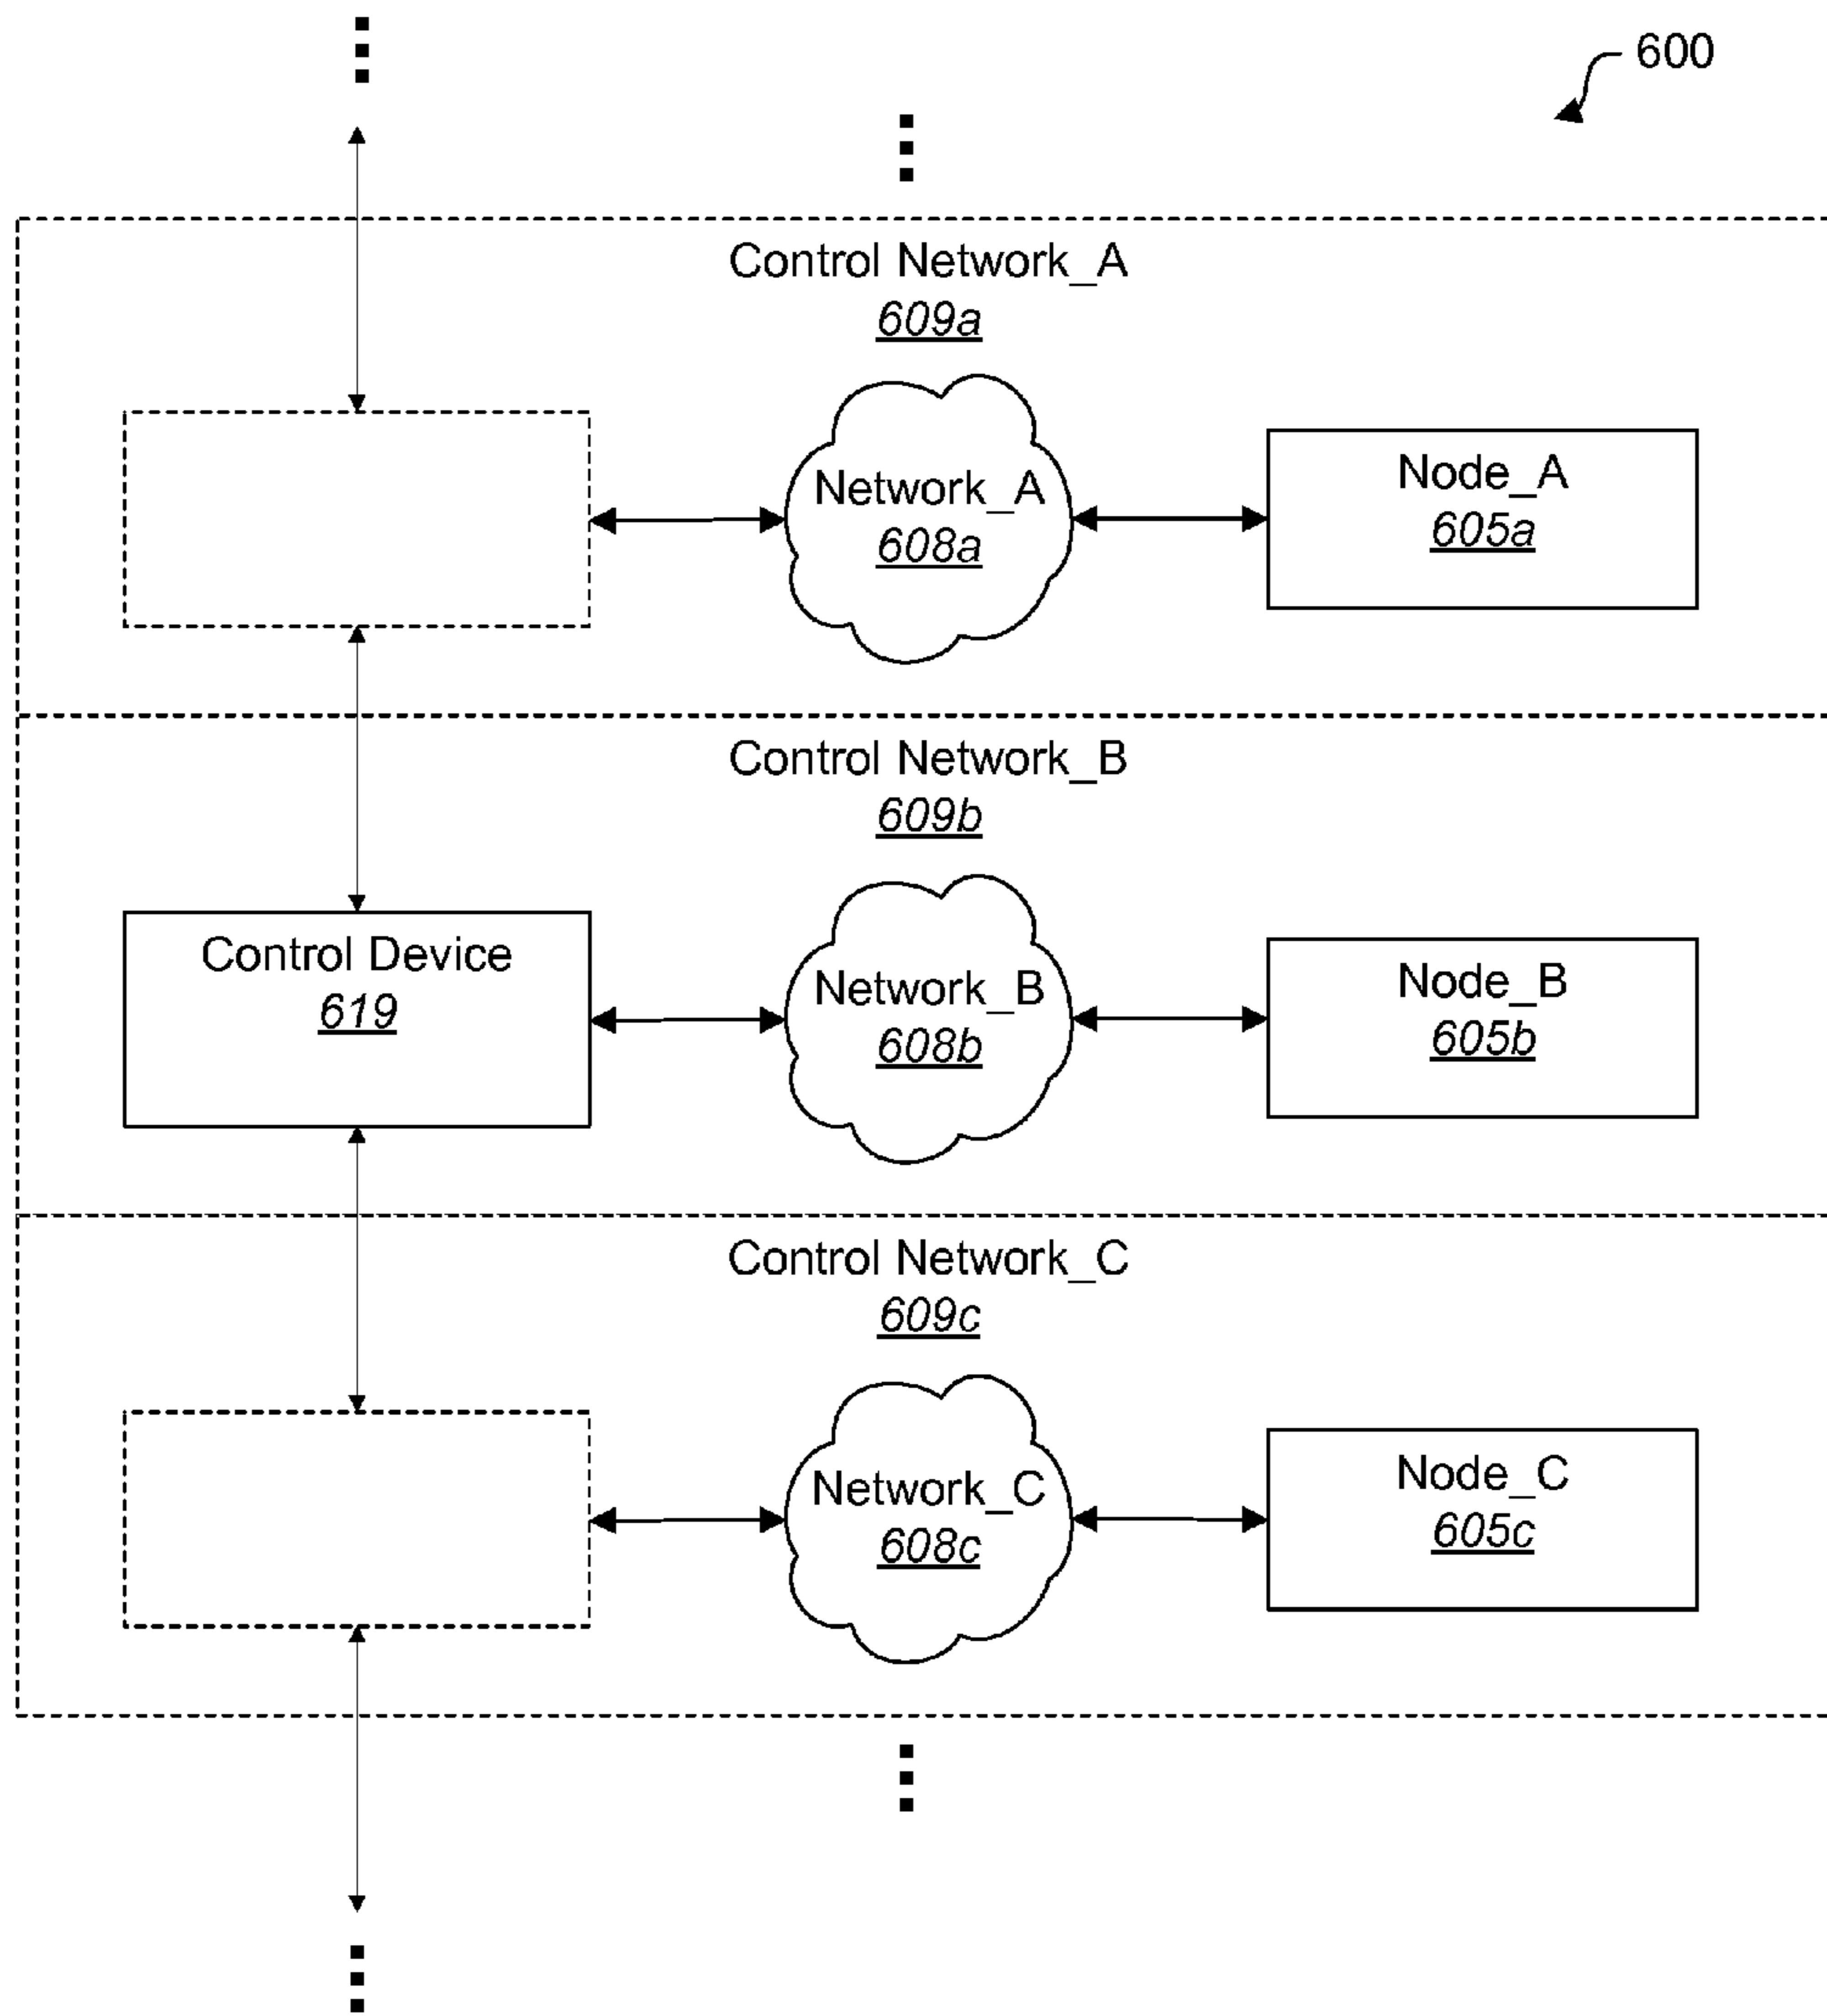 600
Control Network_A
609a
Network_A
608a
Node_A
605a
Control Network_B
609b
Control Device
619
Network_B
608b
Node_B
605b
Control Network_C
609c
Network_C
608c
Node_C
605c